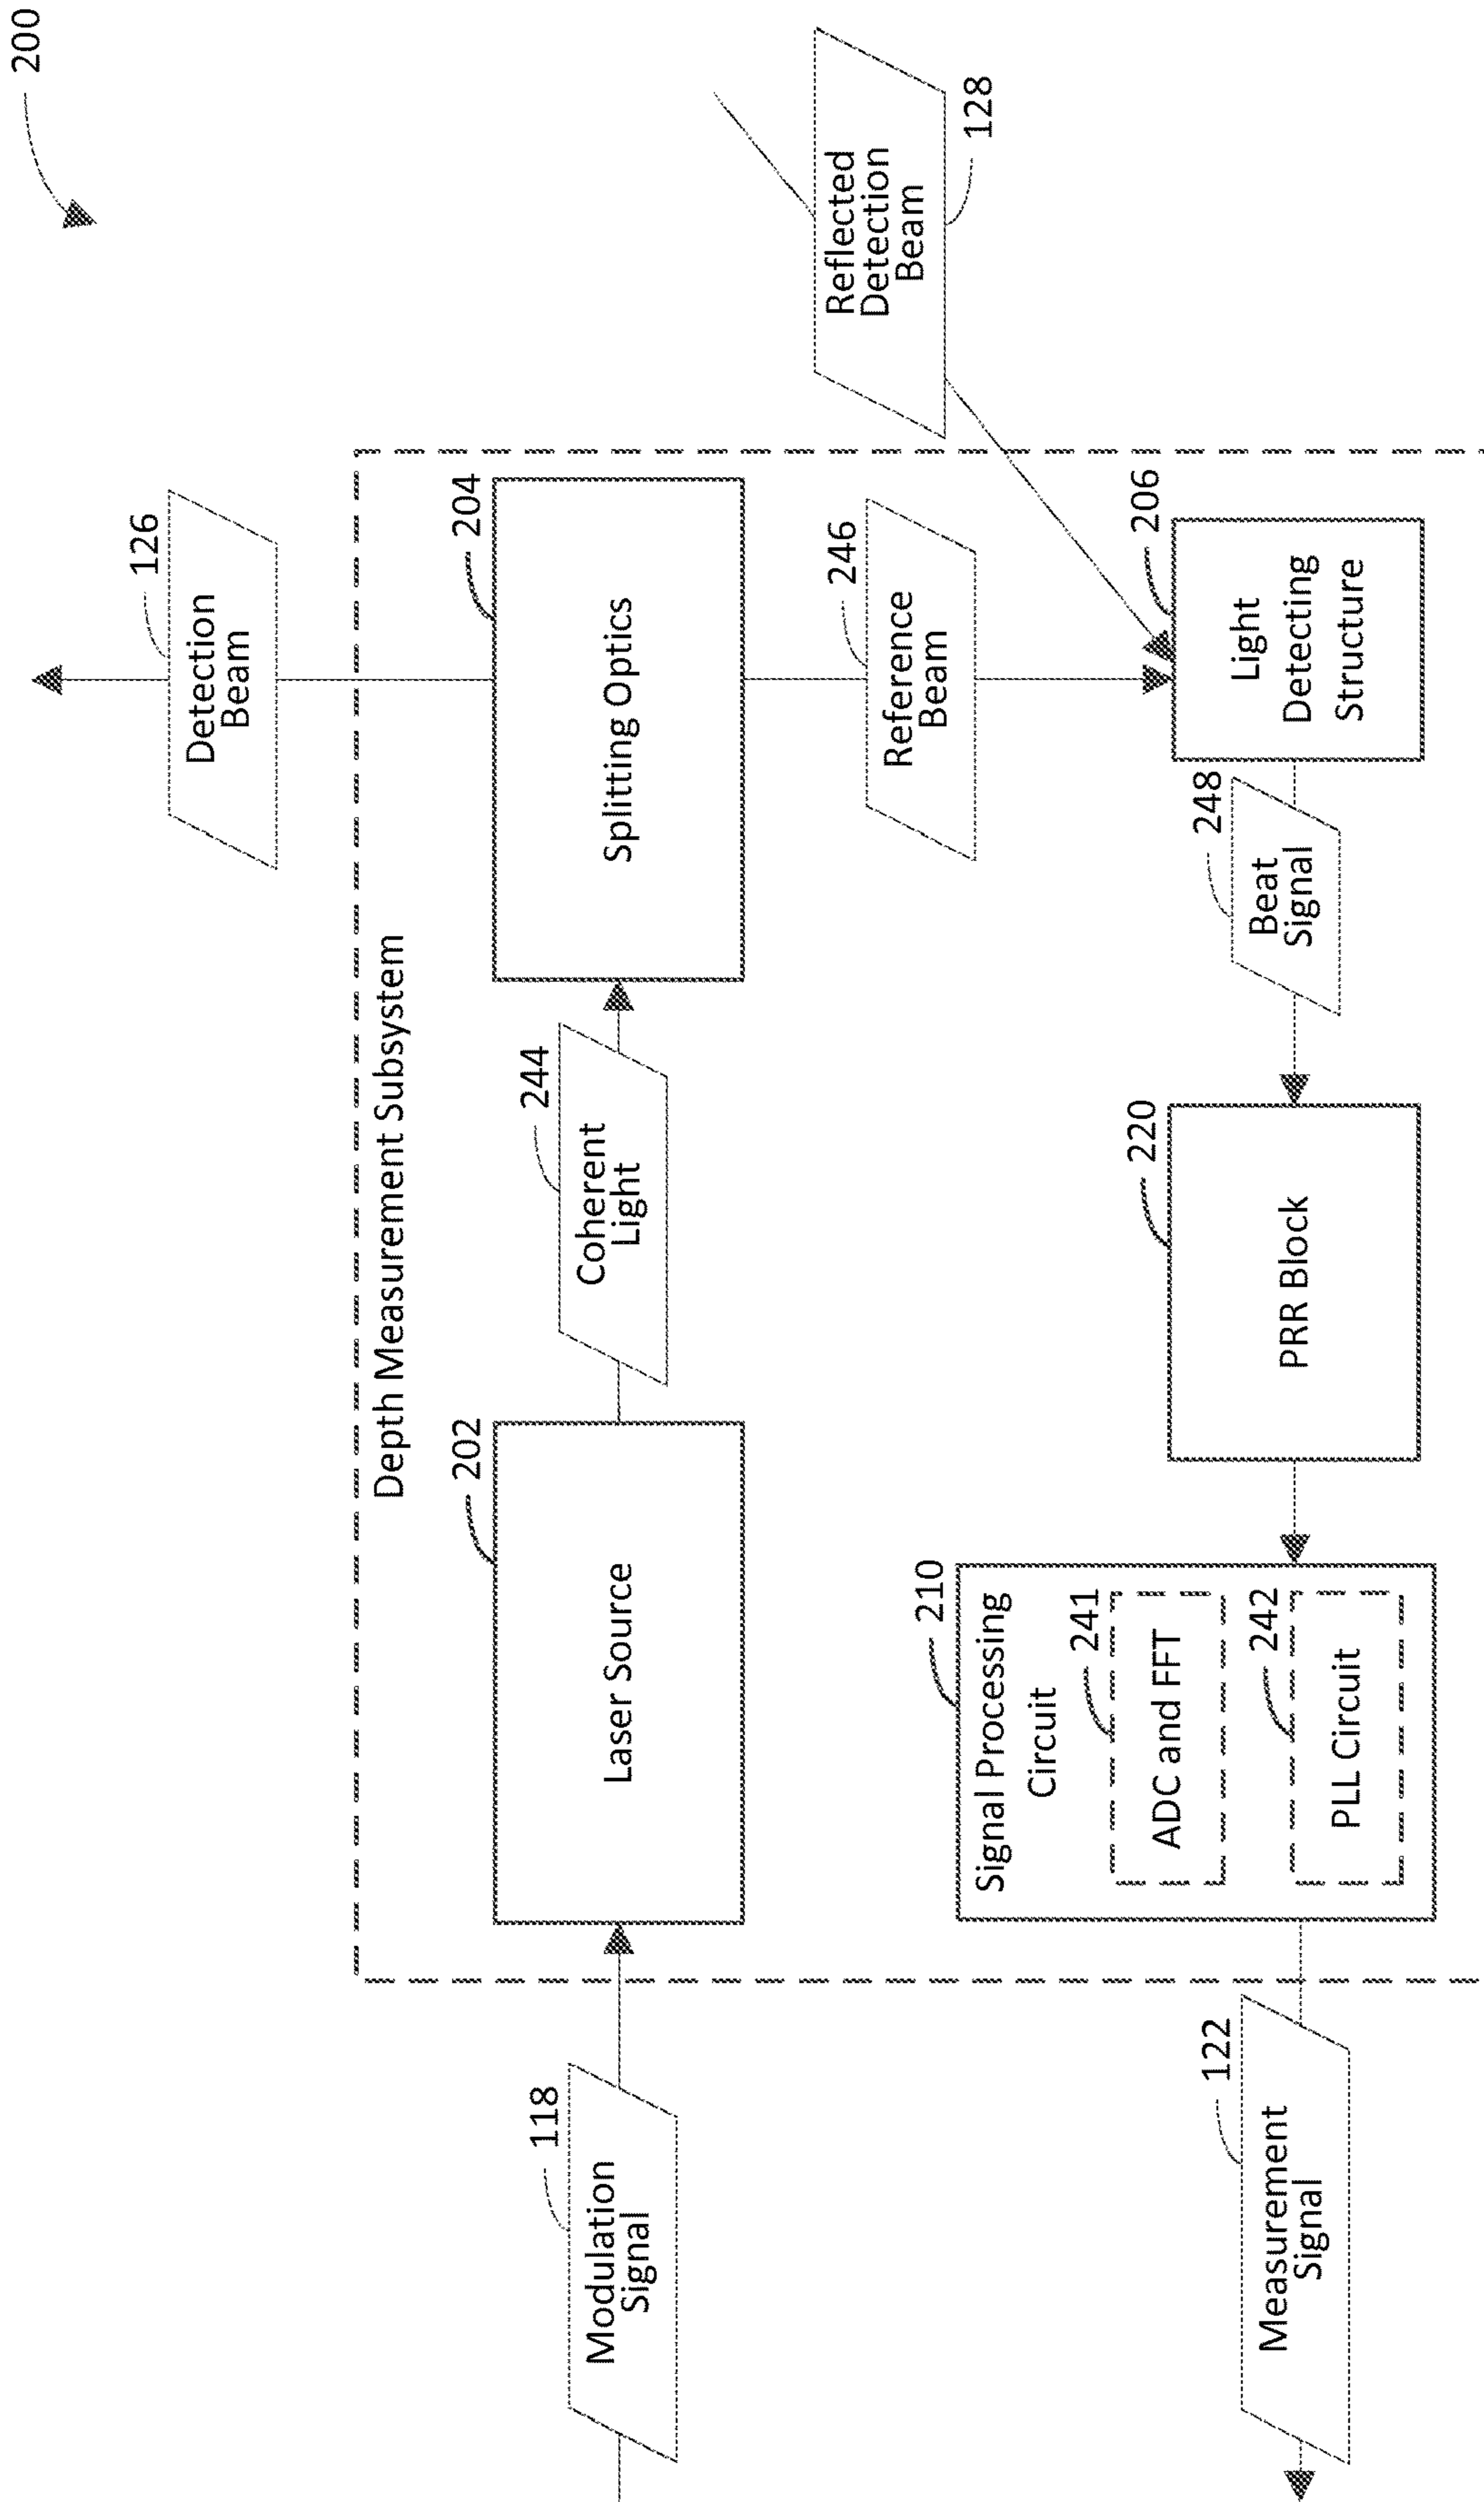 200
126
Detection
Beam
Depth Measurement Subsystem
118
Modulation
Signal
202
Laser Source
244
Coherent
Light
204
Splitting Optics
246
Reference
Beam
Reflected
Detection
Beam
128
206
Light
Detecting
Structure
248
Beat
Signal
220
PRR Block
210
Signal Processing
Circuit
241
ADC and FFT
242
PLL Circuit
122
Measurement
Signal